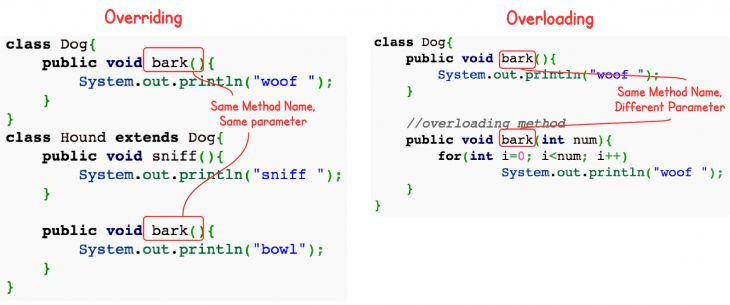 Overriding
class Dog{
public void bark(){
System.out.println("woof ");
}
}
Same Method Name,
Same parameter
class Hound extends Dog{
public void sniff(){
System.out.println("sniff ");
}
public void bark(){
System.out.println("bowl");
}
}
Overloading
class Dog{
public void bark(){
System.out.println("woof ");
}
Same Method Name,
Different Parameter
//overloading method
public void bark(int num){
for(int i=0; i<num; i++)
System.out.println("woof ");
}
}